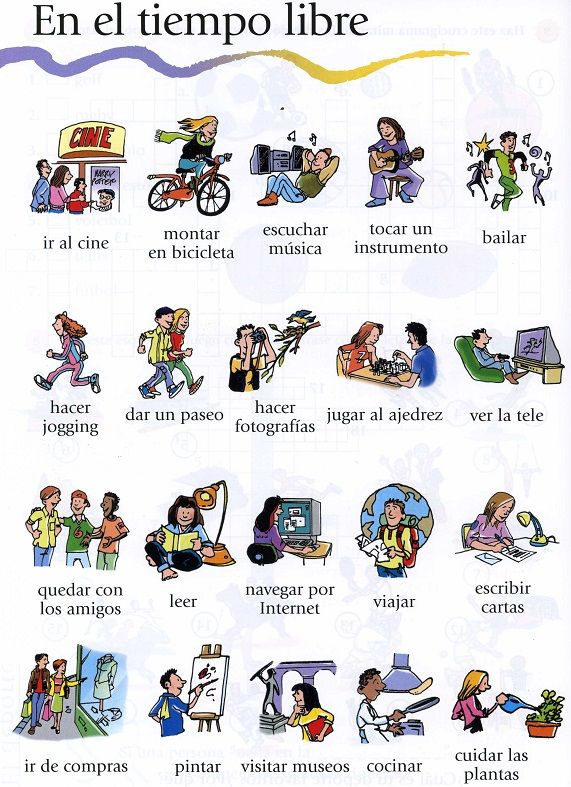 En el tiempo libre
CINE
HARRY
POTTER
ir al cine
montar
en bicicleta
escuchar
música
tocar un
instrumento
bailar
hacer
jogging
dar un paseo
hacer
fotografías
jugar al ajedrez
ver la tele
quedar con
los amigos
leer
navegar por
Internet
viajar
escribir
cartas
ir de compras
pintar
visitar museos
cocinar
cuidar las
plantas